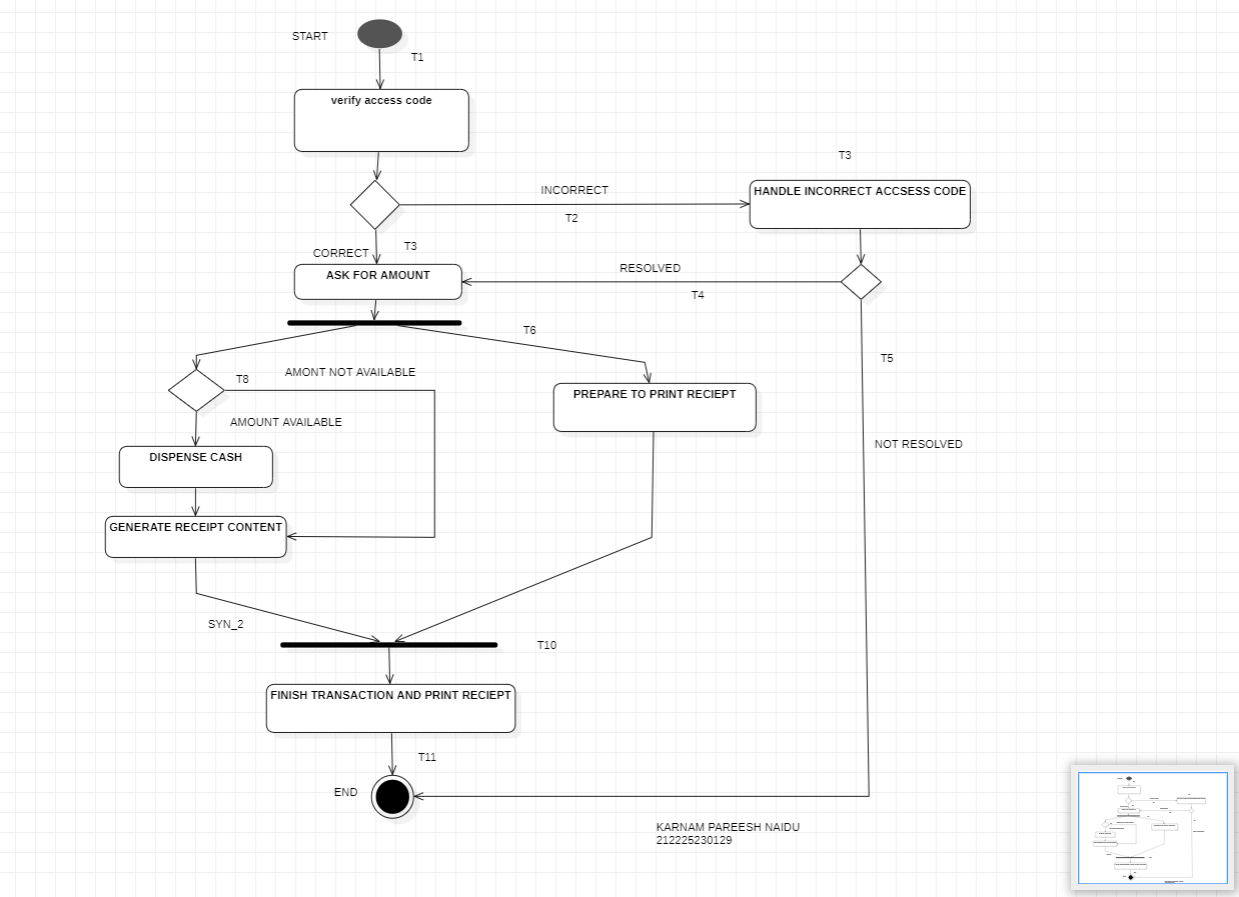 START
T1
verify access code
T3
INCORRECT
HANDLE INCORRECT ACCSESS CODE
T2
CORRECT
T3
ASK FOR AMOUNT
RESOLVED
T4
T6
T5
T8
AMONT NOT AVAILABLE
PREPARE TO PRINT RECIEPT
AMOUNT AVAILABLE
NOT RESOLVED
DISPENSE CASH
GENERATE RECEIPT CONTENT
SYN_2
T10
FINISH TRANSACTION AND PRINT RECIEPT
T11
END
KARNAM PAREESH NAIDU
212225230129